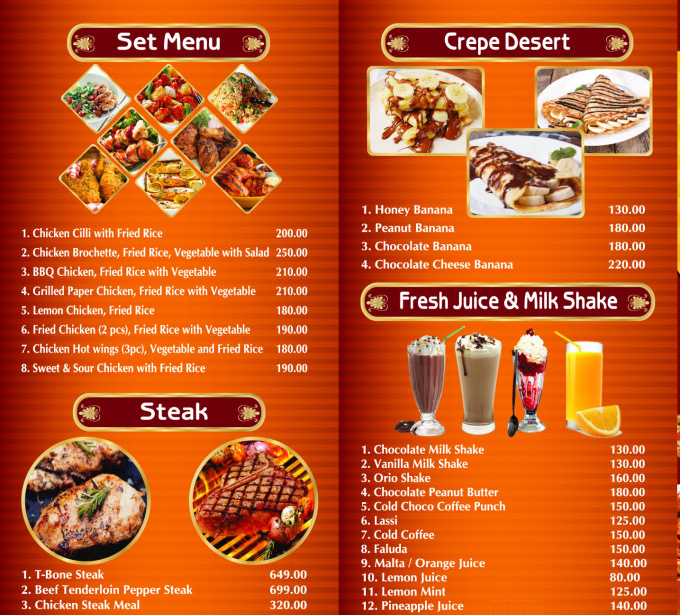 Set Menu
1. Chicken Cilli with Fried Rice 200.00
2. Chicken Brochette, Fried Rice, Vegetable with Salad 250.00
3. BBQ Chicken, Fried Rice with Vegetable 210.00
4. Grilled Paper Chicken, Fried Rice with Vegetable 210.00
5. Lemon Chicken, Fried Rice 180.00
6. Fried Chicken (2 pcs), Fried Rice with Vegetable 190.00
7. Chicken Hot wings (3pc), Vegetable and Fried Rice 180.00
8. Sweet & Sour Chicken with Fried Rice 190.00
Steak
1. T-Bone Steak 649.00
2. Beef Tenderloin Pepper Steak 699.00
3. Chicken Steak Meal 320.00
Crepe Desert
1. Honey Banana 130.00
2. Peanut Banana 180.00
3. Chocolate Banana 180.00
4. Chocolate Cheese Banana 220.00
Fresh Juice & Milk Shake
1. Chocolate Milk Shake 130.00
2. Vanilla Milk Shake 130.00
3. Orio Shake 160.00
4. Chocolate Peanut Butter 180.00
5. Cold Choco Coffee Punch 150.00
6. Lassi 125.00
7. Cold Coffee 150.00
8. Faluda 150.00
9. Malta / Orange Juice 140.00
10. Lemon Juice 80.00
11. Lemon Mint 125.00
12. Pineapple Juice 140.00